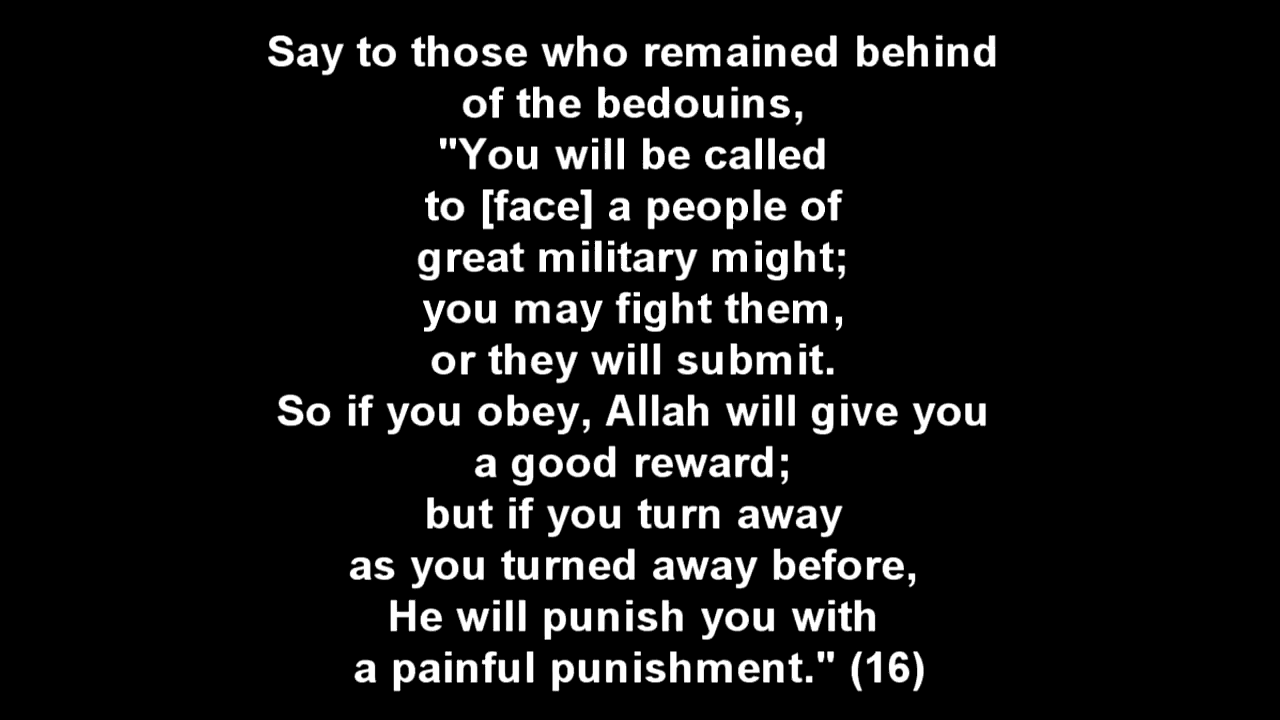 Say to those who remained behind
of the bedouins,
"You will be called
to [face] a people of
great military might;
you may fight them,
or they will submit.
So if you obey, Allah will give you
a good reward;
but if you turn away
as you turned away before,
He will punish you with
a painful punishment." (16)